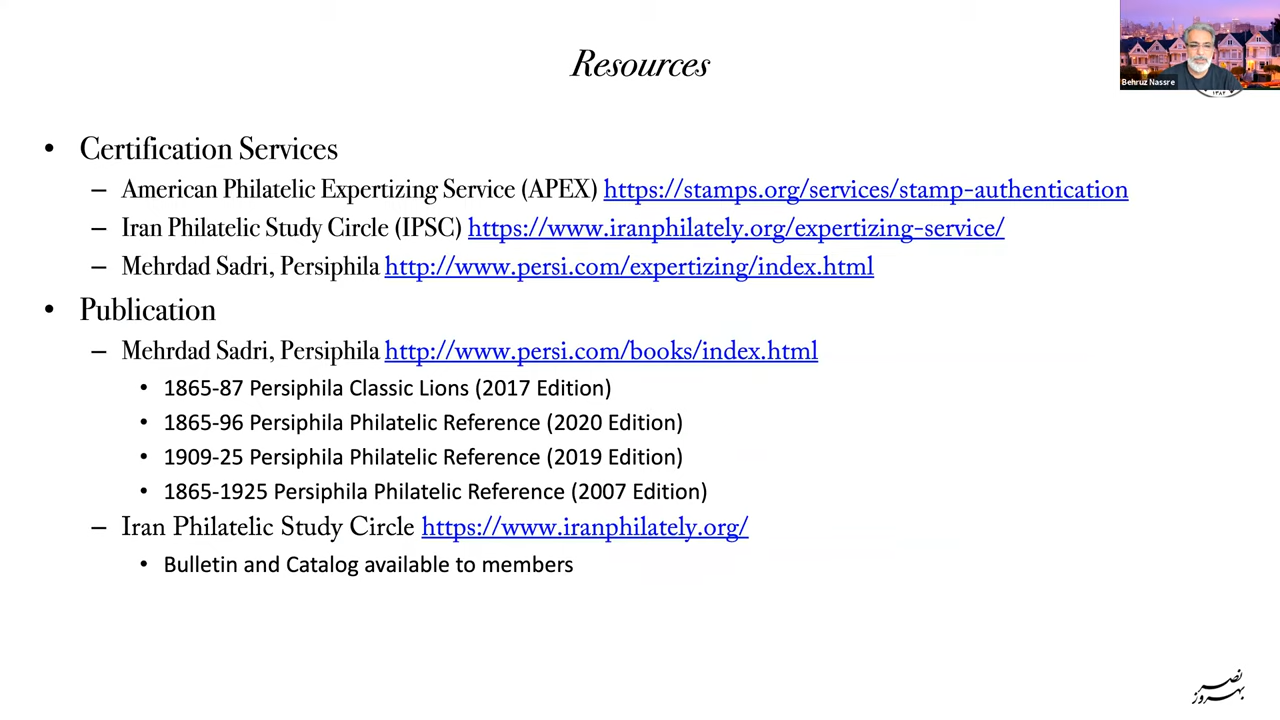 Resources
Behruz Nassre
۱۳۸۲
• Certification Services
– American Philatelic Expertizing Service (APEX) https://stamps.org/services/stamp-authentication
– Iran Philatelic Study Circle (IPSC) https://www.iranphilately.org/expertizing-service/
– Mehrdad Sadri, Persiphila http://www.persi.com/expertizing/index.html
• Publication
– Mehrdad Sadri, Persiphila http://www.persi.com/books/index.html
• 1865-87 Persiphila Classic Lions (2017 Edition)
• 1865-96 Persiphila Philatelic Reference (2020 Edition)
• 1909-25 Persiphila Philatelic Reference (2019 Edition)
• 1865-1925 Persiphila Philatelic Reference (2007 Edition)
– Iran Philatelic Study Circle https://www.iranphilately.org/
• Bulletin and Catalog available to members
نصر
بهروز